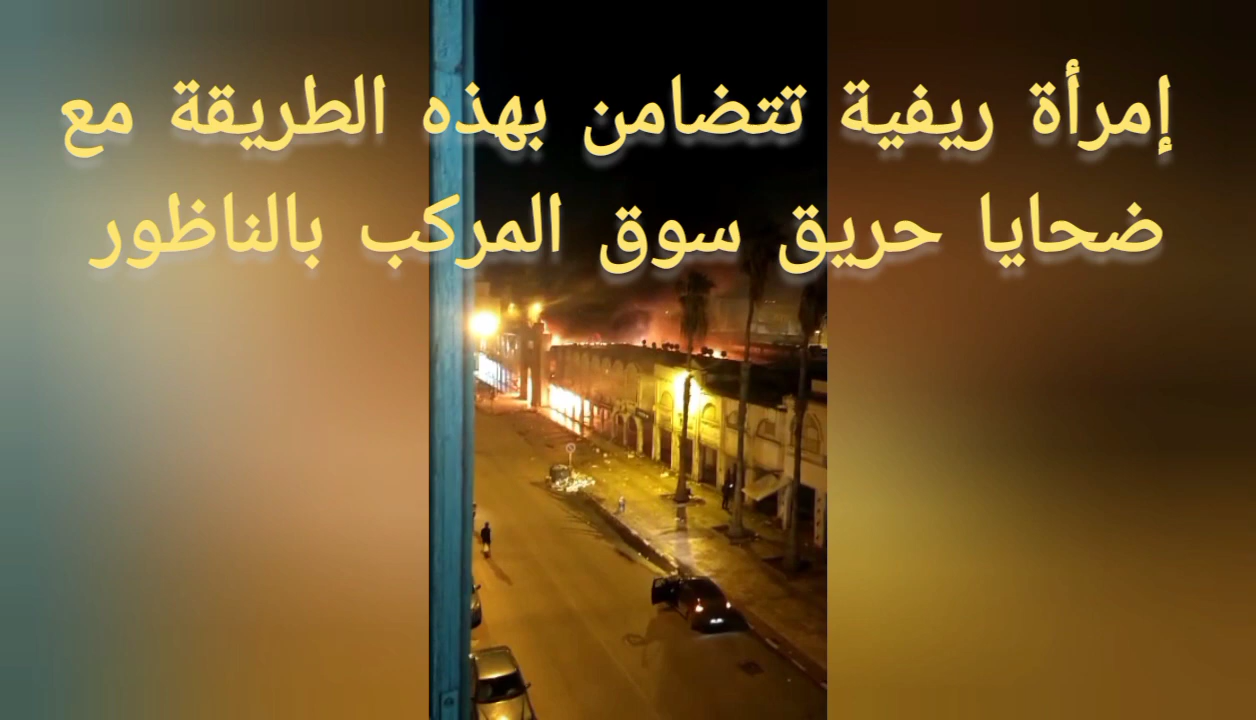 إمرأة ريفية تتضامن بهذه الطريقة مع
ضحايا حريق سوق المركب بالناظور